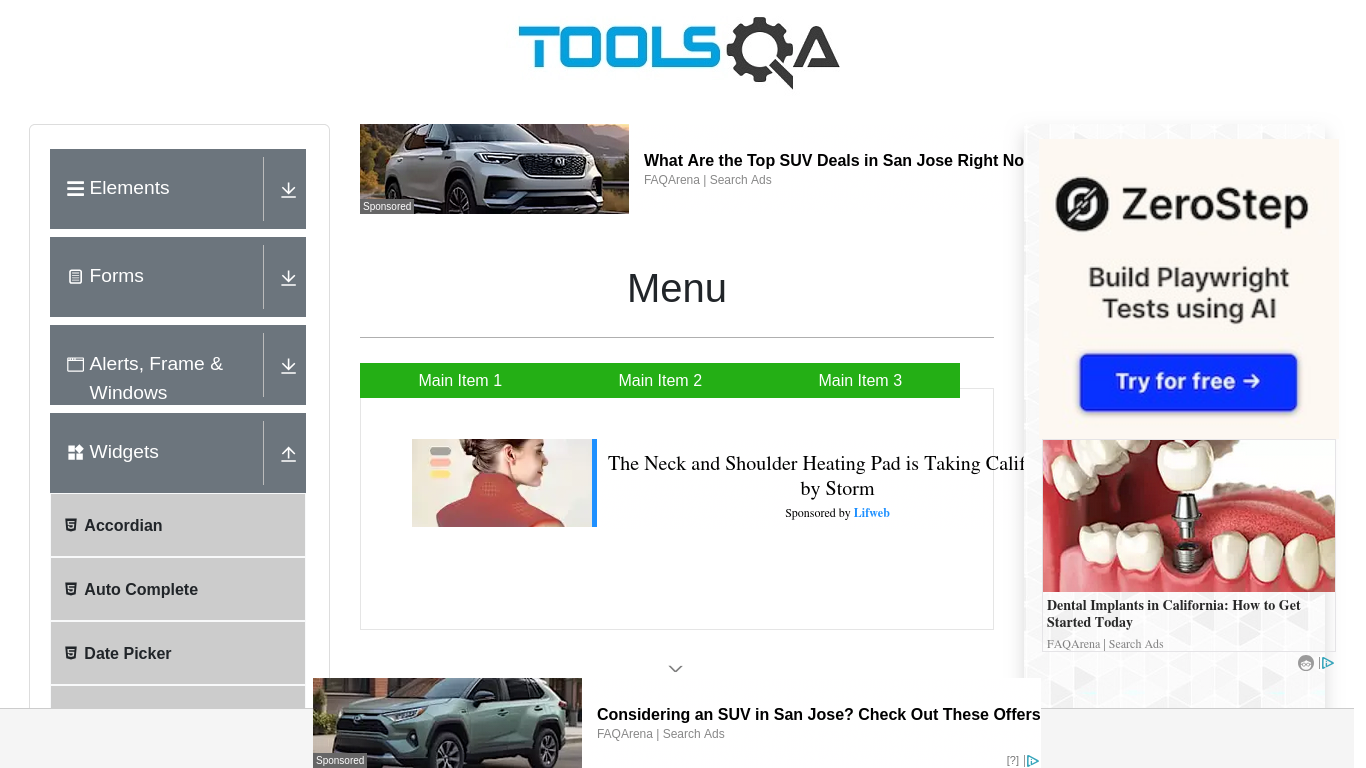 TOOLSQA
Elements
Forms
Alerts, Frame &
Windows
Widgets
Accordian
Auto Complete
Date Picker
Sponsored
What Are the Top SUV Deals in San Jose Right No
FAQArena | Search Ads
Menu
Main Item 1
Main Item 2
Main Item 3
The Neck and Shoulder Heating Pad is Taking Calif
by Storm
Sponsored by Lifweb
ZeroStep
Build Playwright
Tests using AI
Try for free →
Dental Implants in California: How to Get
Started Today
FAQArena | Search Ads
Sponsored
Considering an SUV in San Jose? Check Out These Offers
FAQArena | Search Ads
[?]